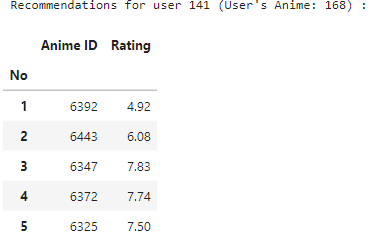 Recommendations for user 141 (User's Anime: 168) :
Anime ID Rating
No
1 6392 4.92
2 6443 6.08
3 6347 7.83
4 6372 7.74
5 6325 7.50